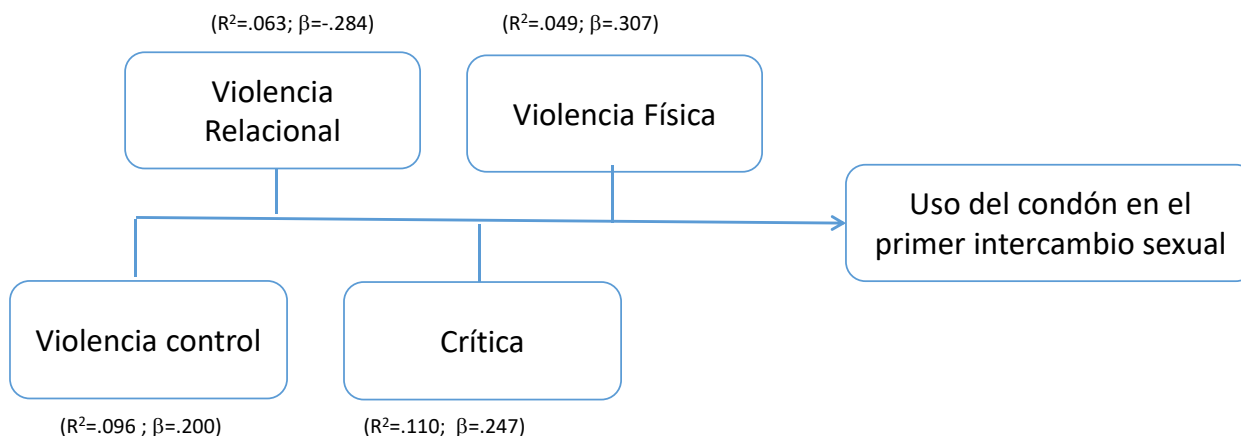 (R²=.063; β=-.284)
(R²=.049; β=.307)
Violencia
Relacional
Violencia Física
Uso del condón en el
primer intercambio sexual
Violencia control
Crítica
(R²=.096 ; β=.200)
(R²=.110; β=.247)